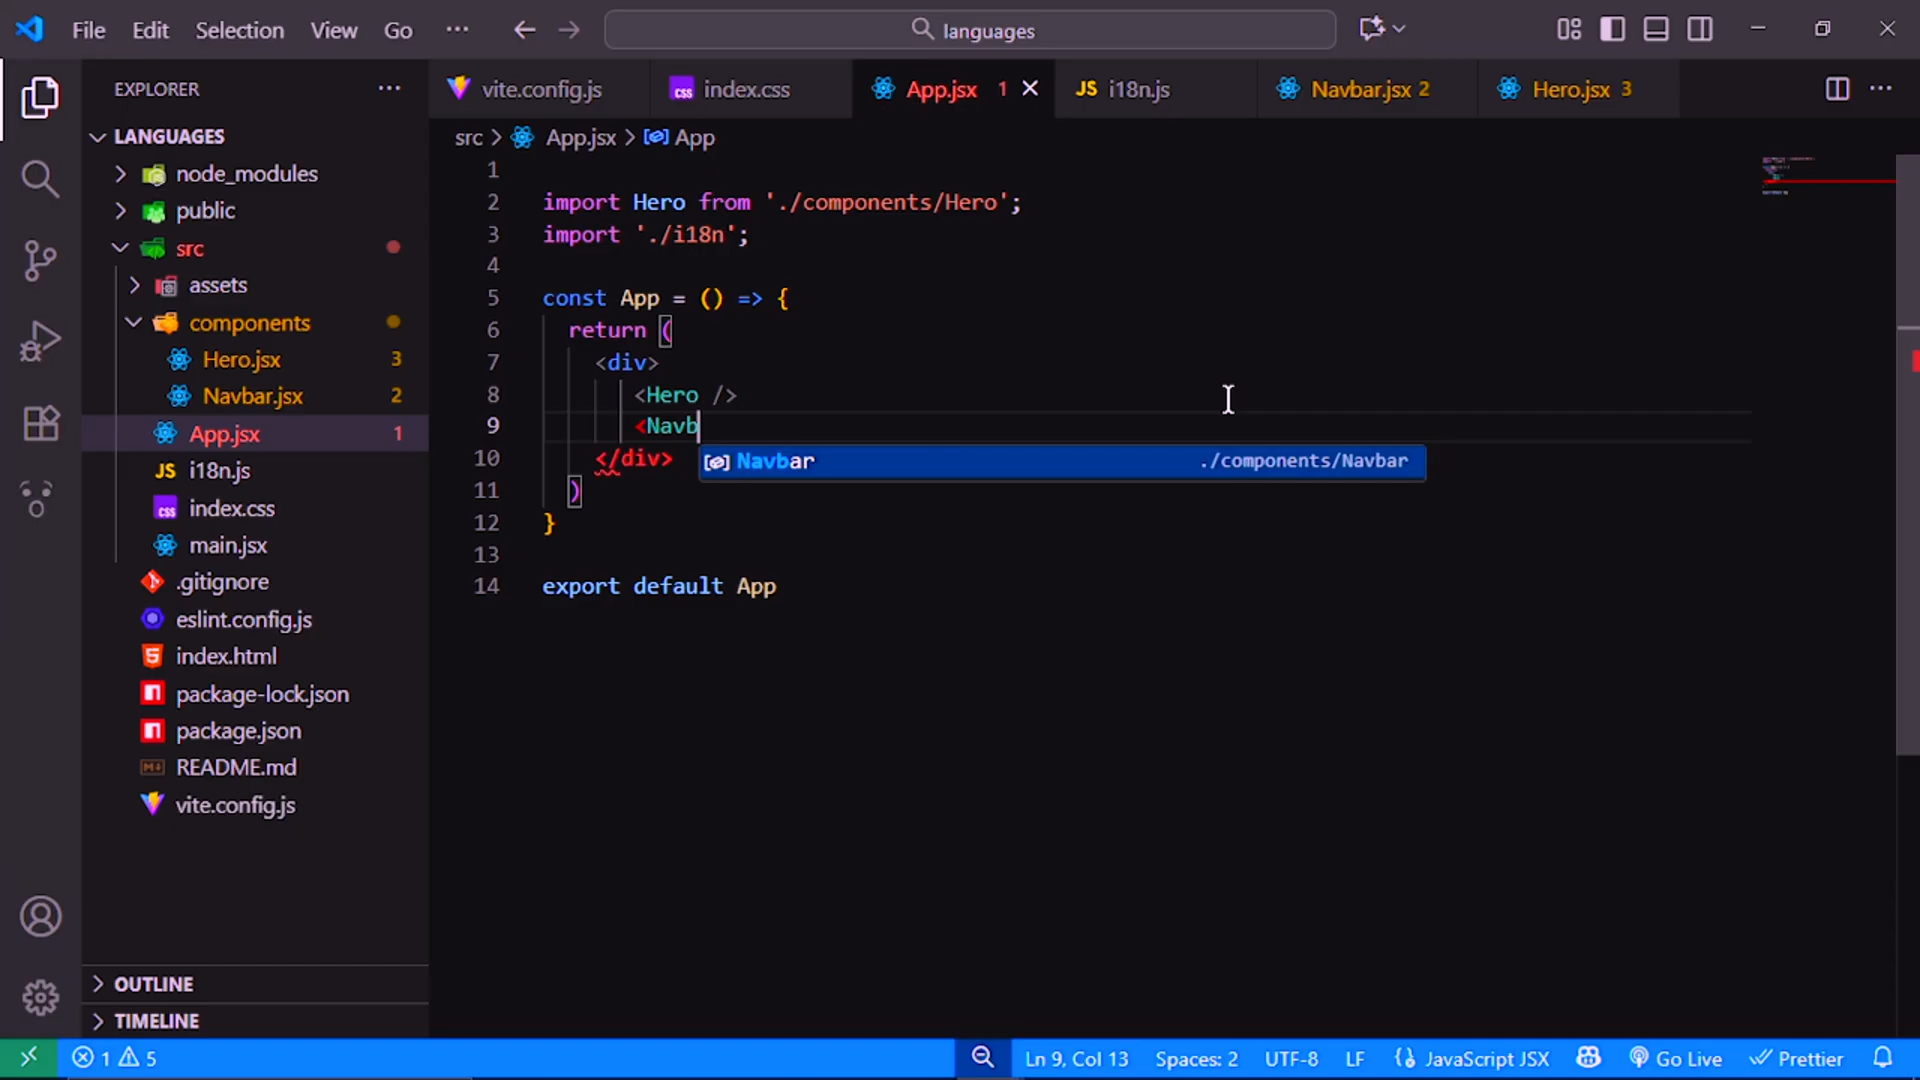 File Edit Selection View Go ··· languages
EXPLORER ···
LANGUAGES
node_modules
public
src
assets
components
Hero.jsx 3
Navbar.jsx 2
App.jsx 1
JS i18n.js
css index.css
main.jsx
.gitignore
eslint.config.js
5 index.html
n package-lock.json
n package.json
README.md
vite.config.js
OUTLINE
TIMELINE
vite.config.js css index.css App.jsx 1 JS i18n.js Navbar.jsx 2 Hero.jsx 3 ···
src > App.jsx > App
1
2 import Hero from './components/Hero';
3 import './i18n';
4
5 const App = () => {
6 return (
7 <div>
8 <Hero />
9 <Navb
10 </div>
Navbar ./components/Navbar
11 )
12 }
13
14 export default App
1 5 Ln 9, Col 13 Spaces: 2 UTF-8 LF JavaScript JSX Go Live Prettier